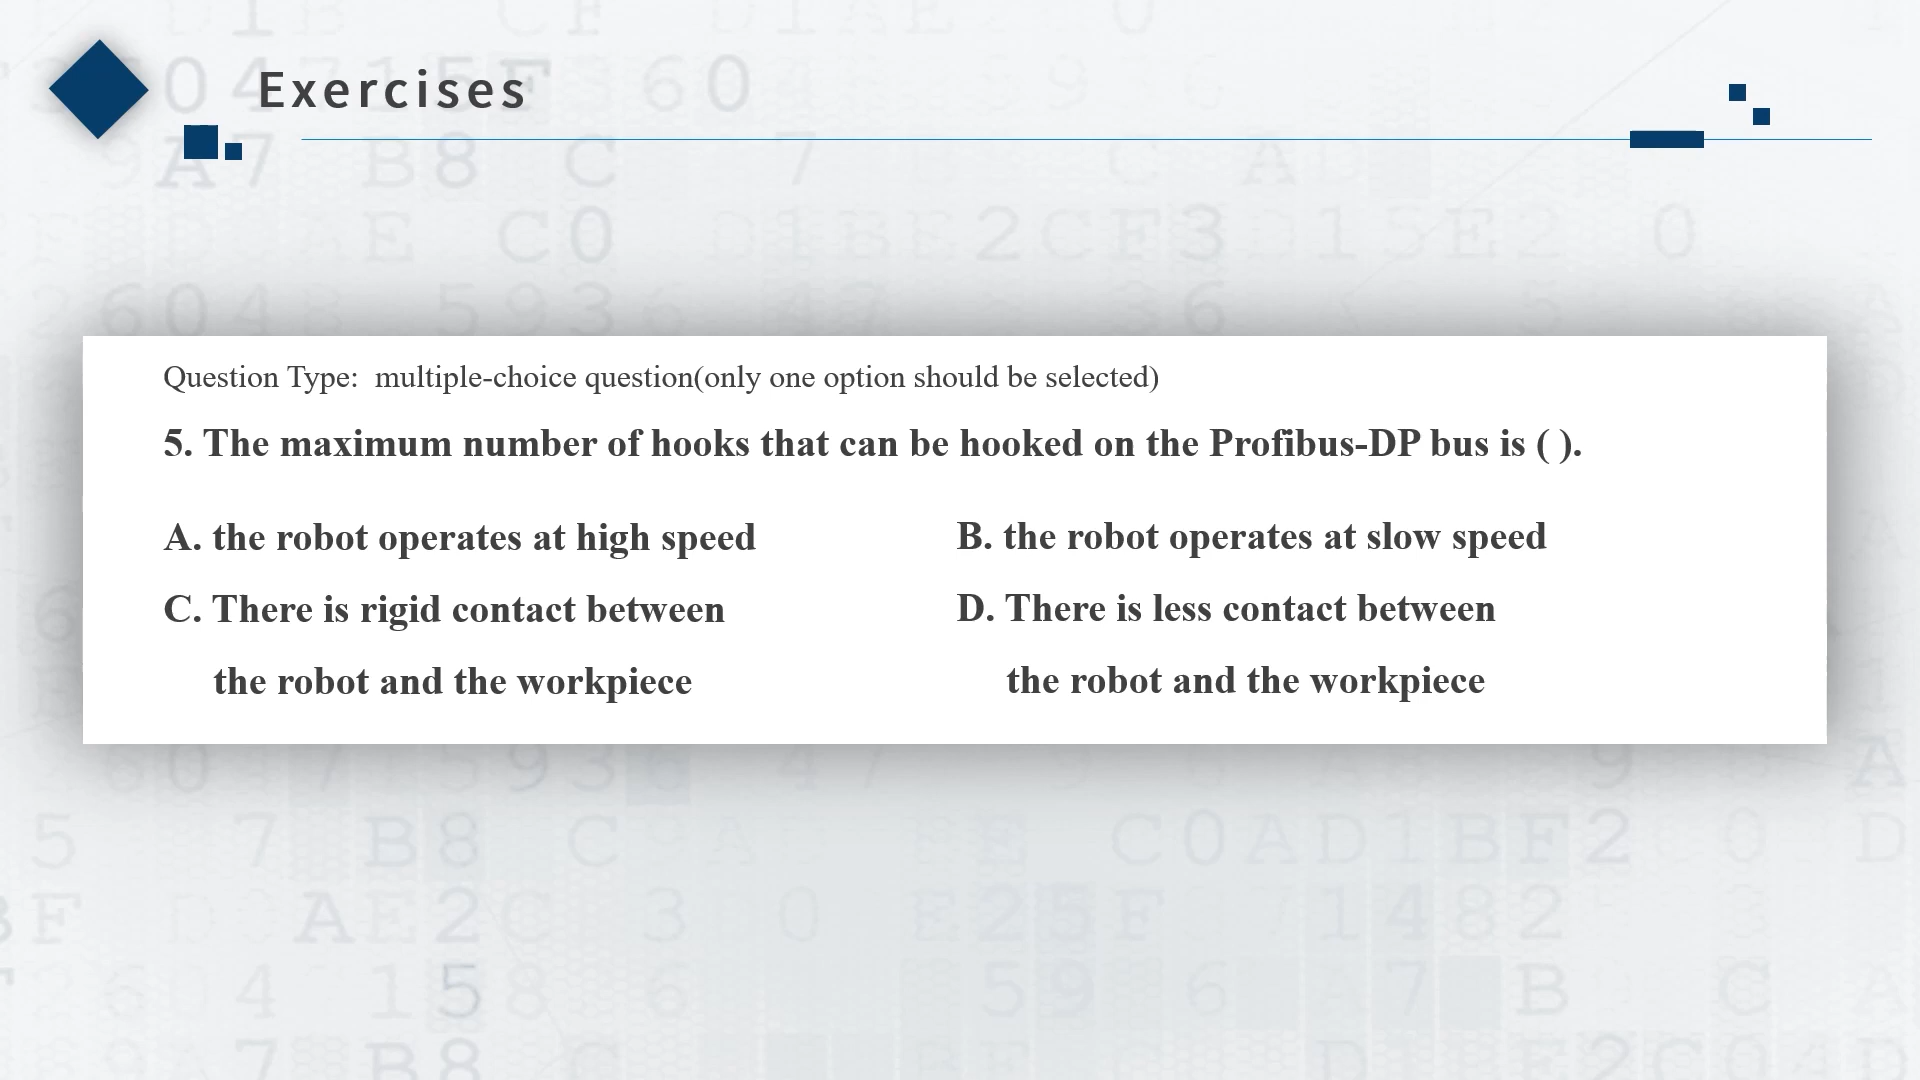 Exercises
Question Type: multiple-choice question(only one option should be selected)
5. The maximum number of hooks that can be hooked on the Profibus-DP bus is ( ).
A. the robot operates at high speed
B. the robot operates at slow speed
C. There is rigid contact between
the robot and the workpiece
D. There is less contact between
the robot and the workpiece